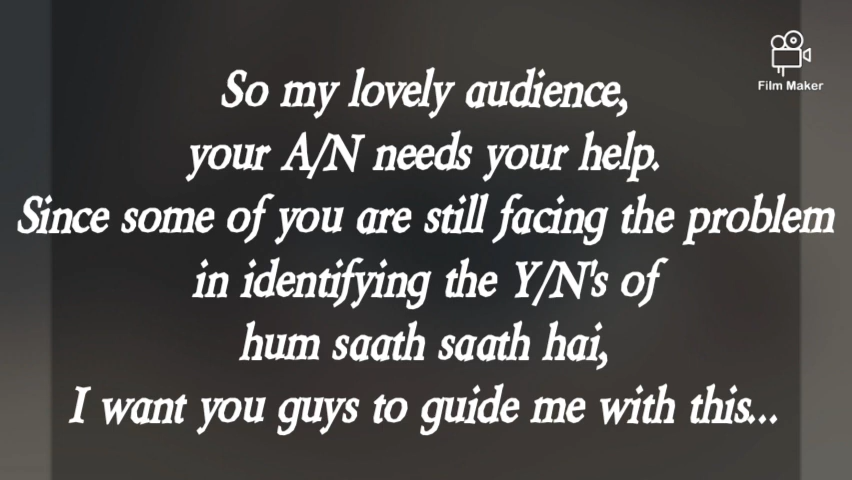 Film Maker
So my lovely audience,
your A/N needs your help.
Since some of you are still facing the problem
in identifying the Y/N's of
hum saath saath hai,
I want you guys to guide me with this...